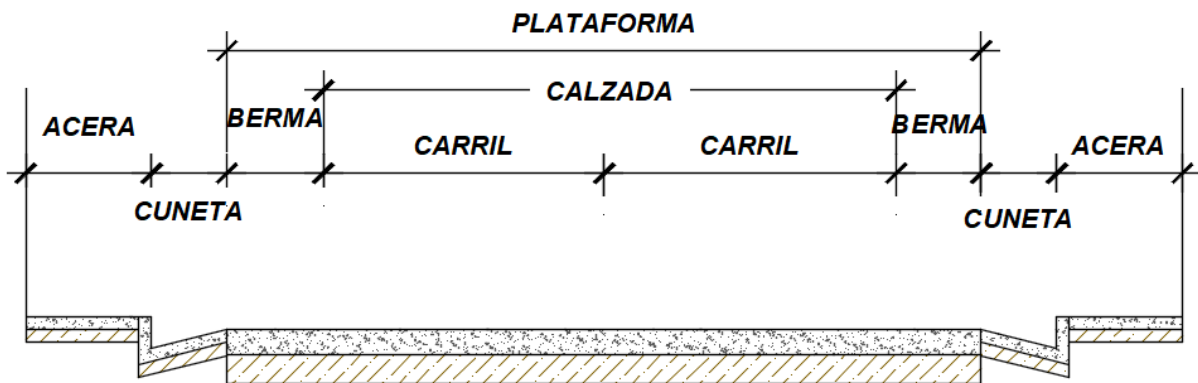 PLATAFORMA
CALZADA
ACERA
BERMA
CARRIL
CARRIL
BERMA
ACERA
CUNETA
CUNETA